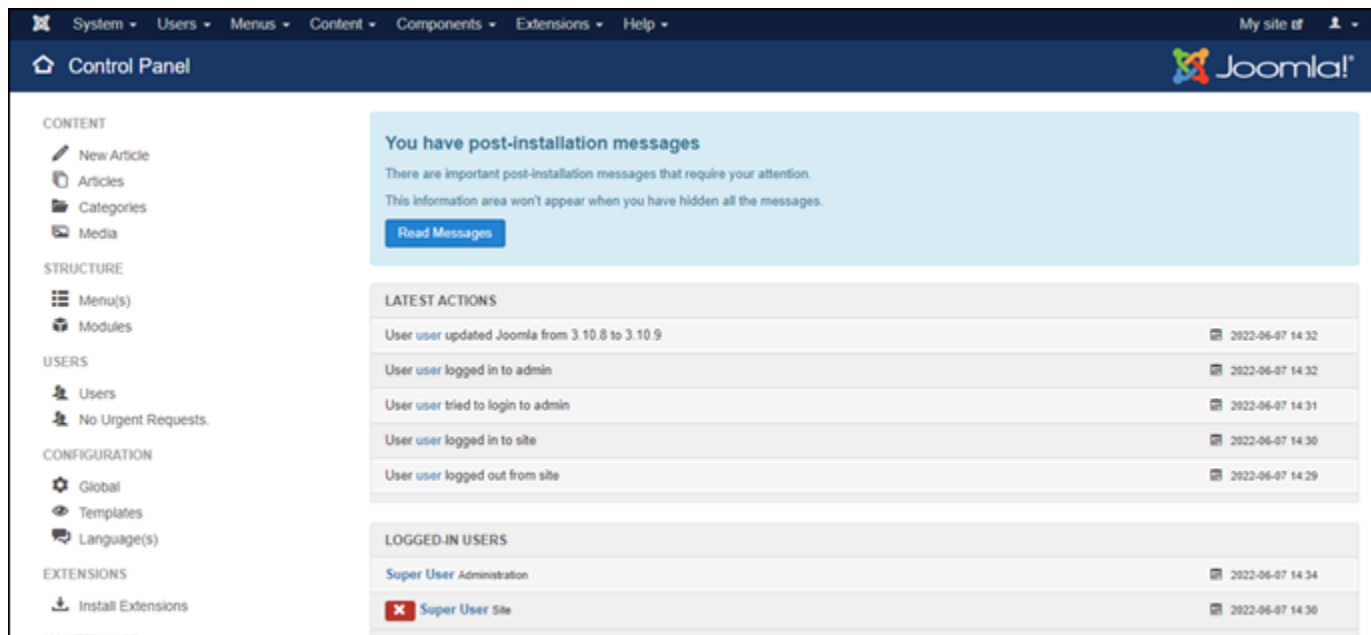 System Users Menus Content Components Extensions Help My site
Control Panel Joomla!®
CONTENT
New Article
Articles
Categories
Media
STRUCTURE
Menu(s)
Modules
USERS
Users
No Urgent Requests.
CONFIGURATION
Global
Templates
Language(s)
EXTENSIONS
Install Extensions
You have post-installation messages
There are important post-installation messages that require your attention.
This information area won't appear when you have hidden all the messages.
Read Messages
LATEST ACTIONS
User user updated Joomla from 3.10.8 to 3.10.9 2022-06-07 14:32
User user logged in to admin 2022-06-07 14:32
User user tried to login to admin 2022-06-07 14:31
User user logged in to site 2022-06-07 14:30
User user logged out from site 2022-06-07 14:29
LOGGED-IN USERS
Super User Administration 2022-06-07 14:34
Super User Site 2022-06-07 14:30